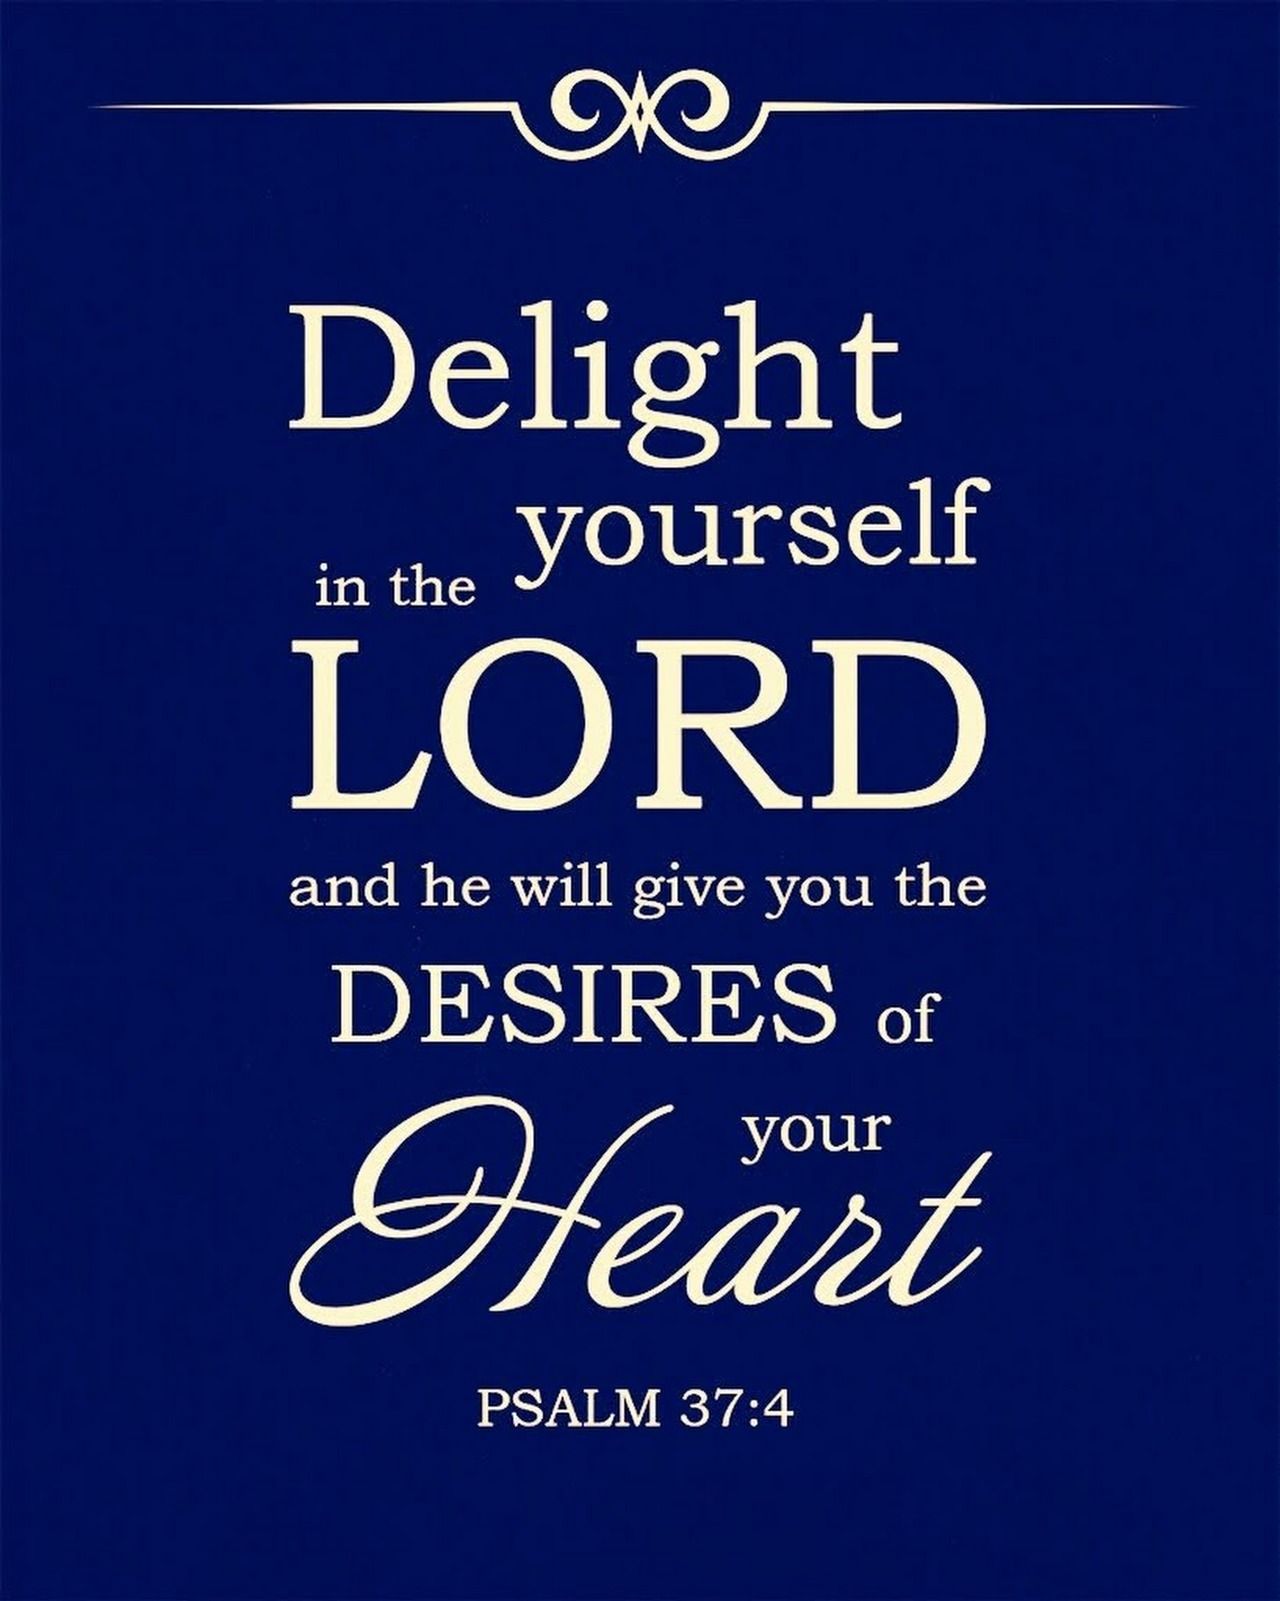 Delight
yourself
in the
LORD
and he will give you the
DESIRES of
your
Heart
PSALM 37:4